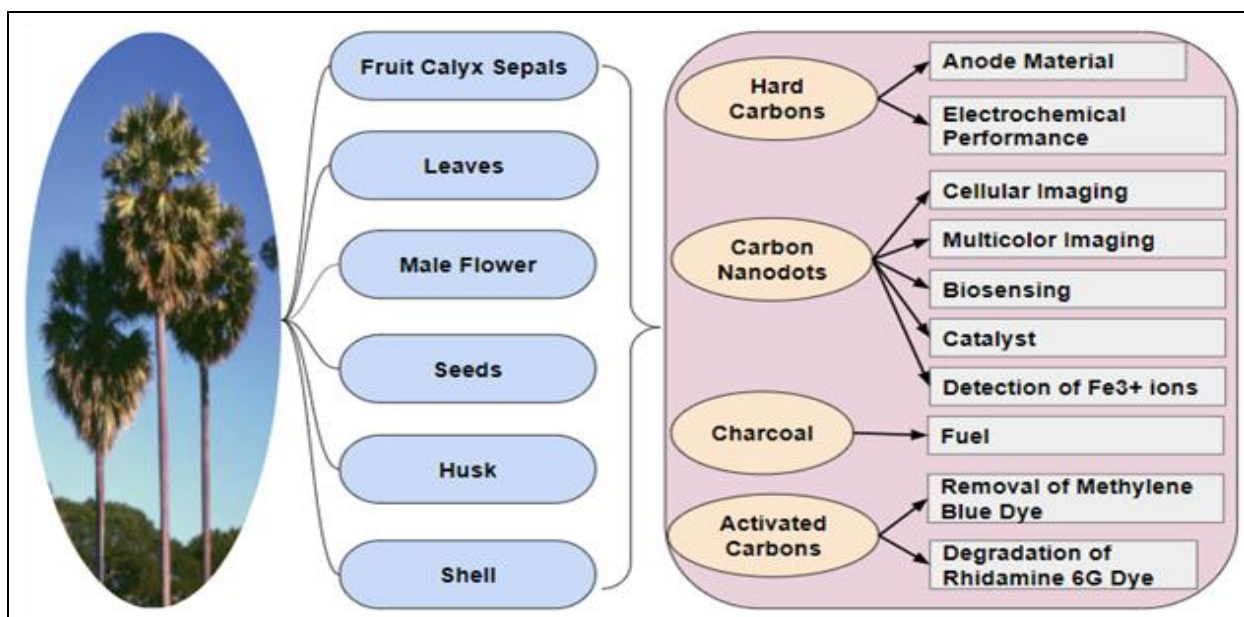 Fruit Calyx Sepals
Leaves
Male Flower
Seeds
Husk
Shell
Hard
Carbons
Anode Material
Electrochemical
Performance
Carbon
Nanodots
Cellular Imaging
Multicolor Imaging
Biosensing
Catalyst
Detection of Fe3+ ions
Charcoal
Fuel
Activated
Carbons
Removal of Methylene
Blue Dye
Degradation of
Rhidamine 6G Dye